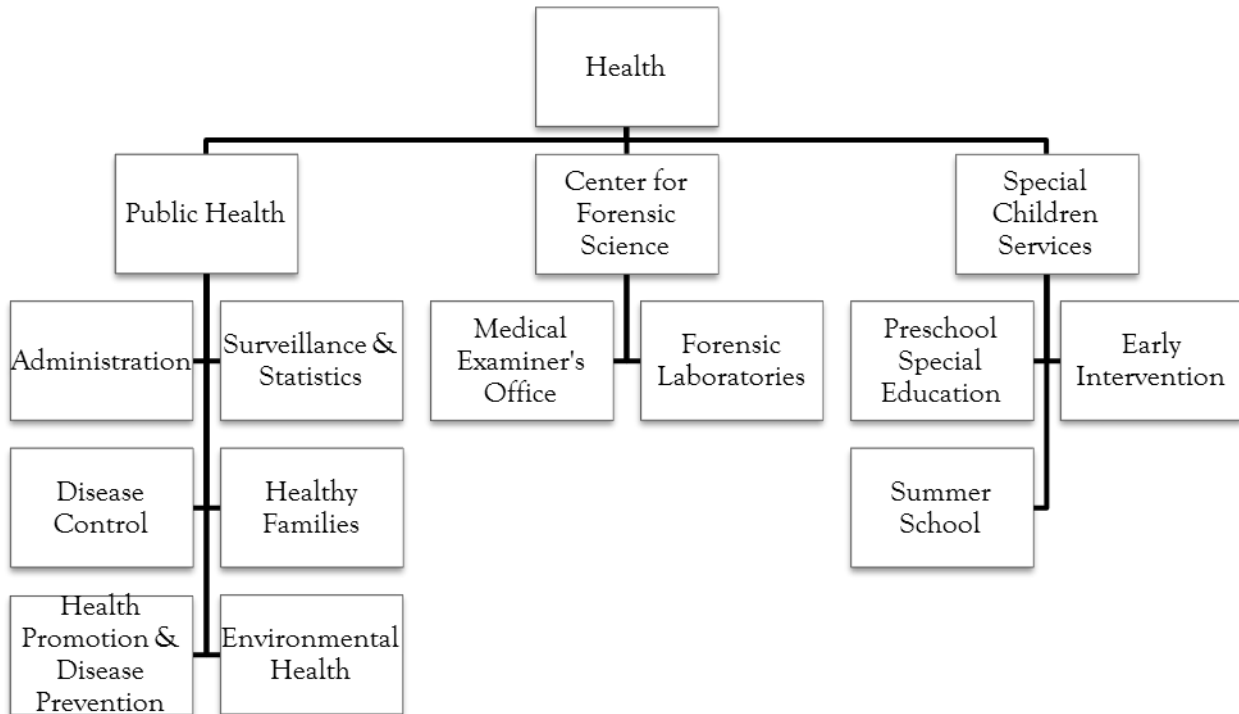 Health
Public Health
Center for
Forensic
Science
Special
Children
Services
Administration
Surveillance &
Statistics
Medical
Examiner's
Office
Forensic
Laboratories
Preschool
Special
Education
Early
Intervention
Disease
Control
Healthy
Families
Summer
School
Health
Promotion &
Disease
Prevention
Environmental
Health